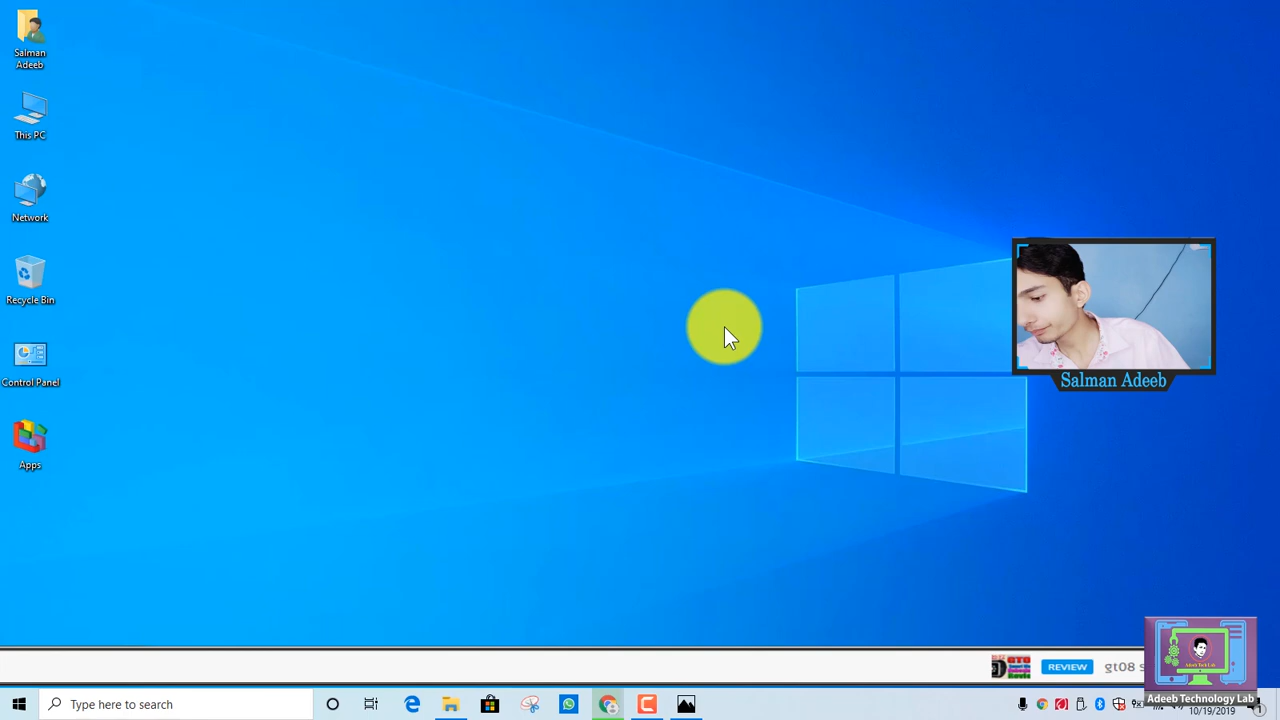 Salman
Adeeb
This PC
Network
Recycle Bin
Control Panel
Apps
Salman Adeeb
REVIEW
gt08 s
Adeeb Technology Lab
Type here to search
10/19/2019